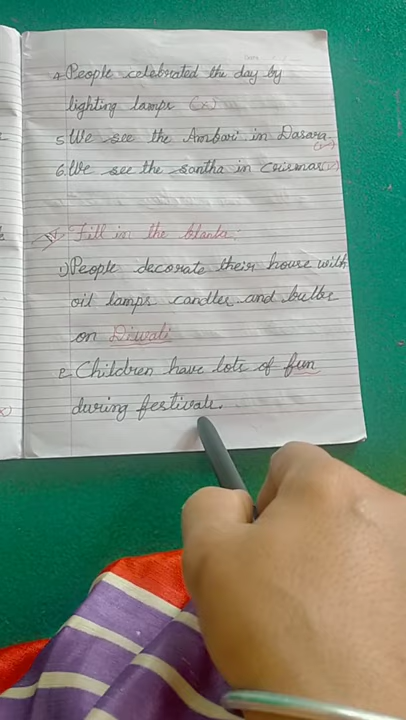 4. People celebrated the day by
lighting lamps (x)
5. We see the Ambari in Dasara
(✓)
6. We see the santha in crismas(✓)
IV Fill in the blanks:
1) People decorate their house with
oil lamps candles and bulbs
on Diwali
2. Children have lots of fun
during festivals.